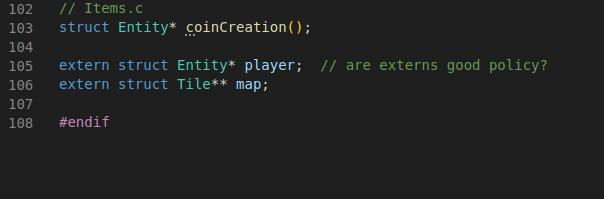 102 // Items.c
103 struct Entity* coinCreation();
104
105 extern struct Entity* player;  // are externs good policy?
106 extern struct Tile** map;
107
108 #endif